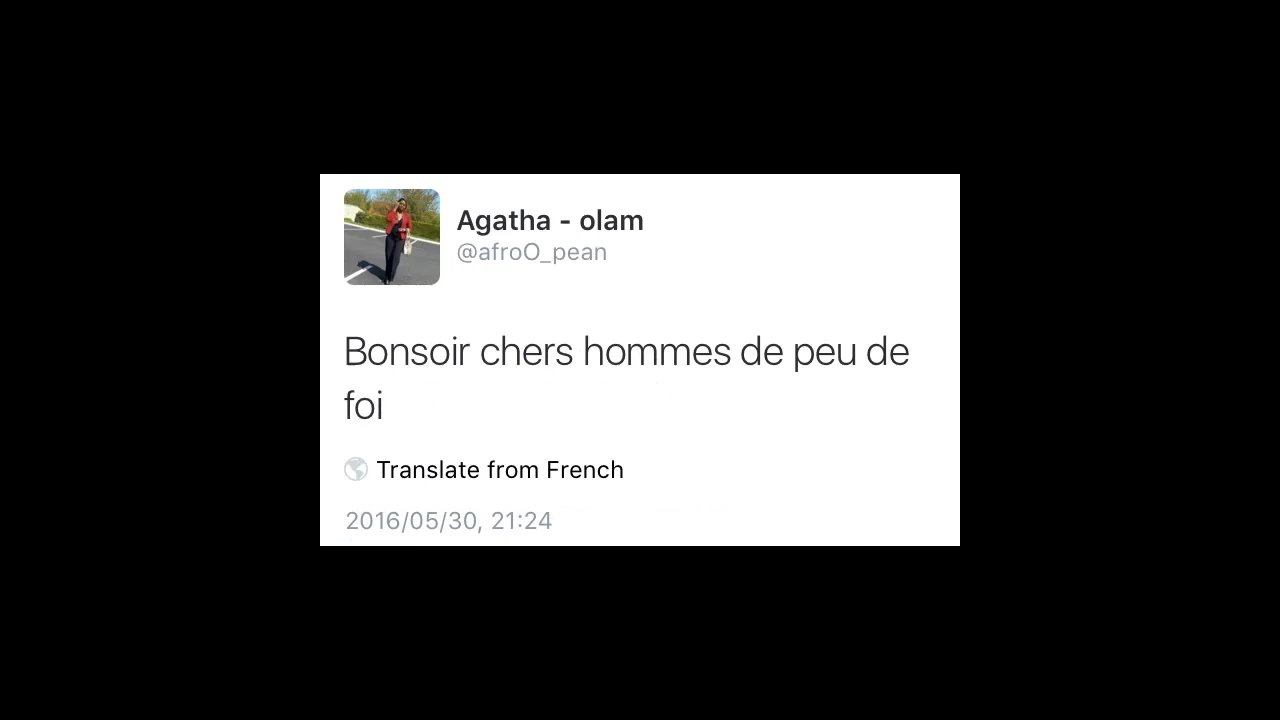 Agatha - olam
@afroO_pean
Bonsoir chers hommes de peu de
foi
Translate from French
2016/05/30, 21:24